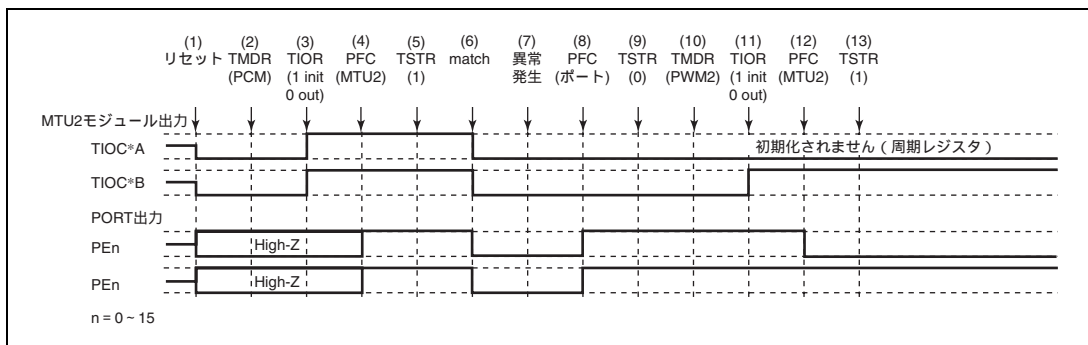 (1) (2) (3) (4) (5) (6) (7) (8) (9) (10) (11) (12) (13)
リセット TMDR TIOR PFC TSTR match 異常 PFC TSTR TMDR TIOR PFC TSTR
(PCM) (1 init (MTU2) (1) 発生 (ポート) (0) (PWM2) (1 init (MTU2) (1)
0 out) 0 out)
MTU2モジュール出力
TIOC*A 初期化されません(周期レジスタ)
TIOC*B
PORT出力
PEn High-Z
PEn High-Z
n = 0 ~ 15